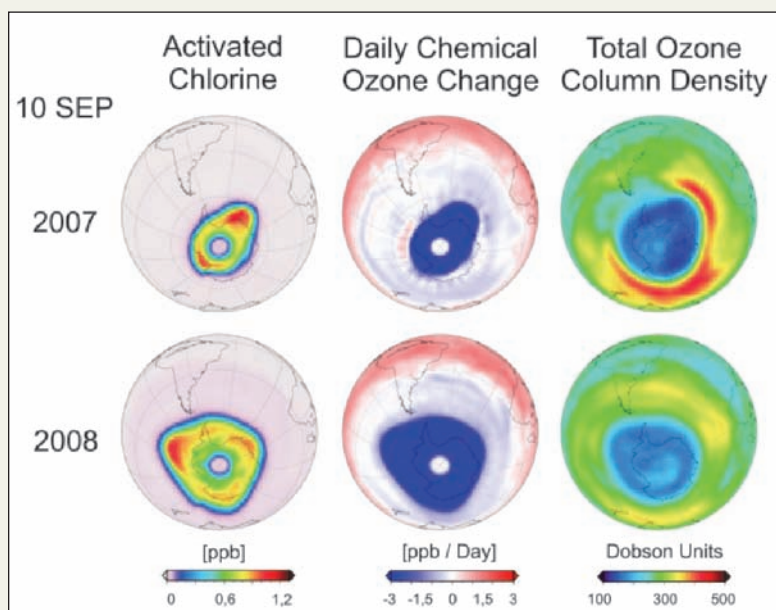 Activated
Chlorine
Daily Chemical
Ozone Change
Total Ozone
Column Density
10 SEP
2007
2008
[ppb]
[ppb / Day]
Dobson Units
0 0,6 1,2
-3 -1,5 0 1,5 3
100 300 500